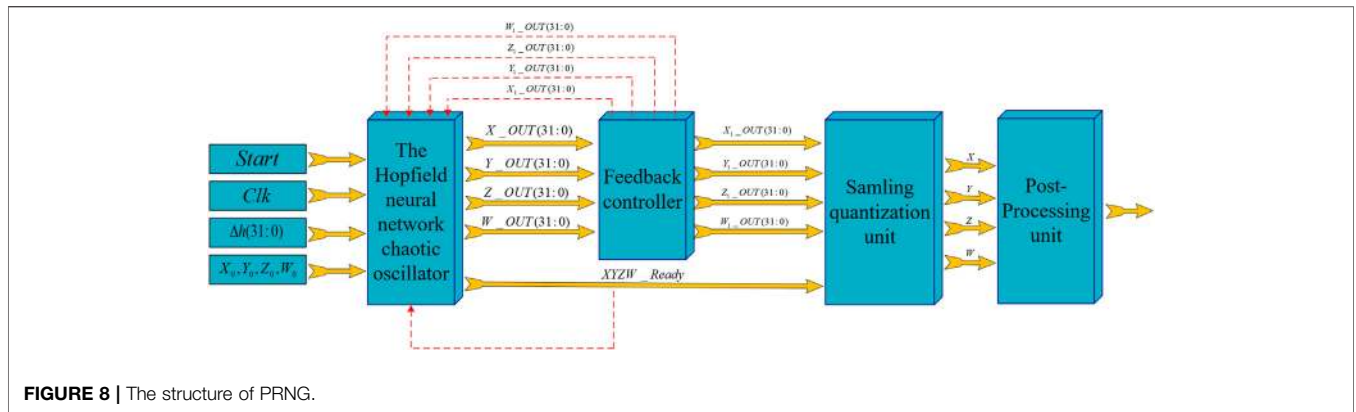 W₁_OUT(31:0)
Z₁_OUT(31:0)
Y₁_OUT(31:0)
X₁_OUT(31:0)
Start
Clk
Δh(31:0)
X₀,Y₀,Z₀,W₀
The
Hopfield
neural
network
chaotic
oscillator
X_OUT(31:0)
Y_OUT(31:0)
Z_OUT(31:0)
W_OUT(31:0)
XYZW_Ready
Feedback
controller
X₁_OUT(31:0)
Y₁_OUT(31:0)
Z₁_OUT(31:0)
W₁_OUT(31:0)
Samling
quantization
unit
X
Y
Z
W
Post-
Processing
unit
FIGURE 8 | The structure of PRNG.